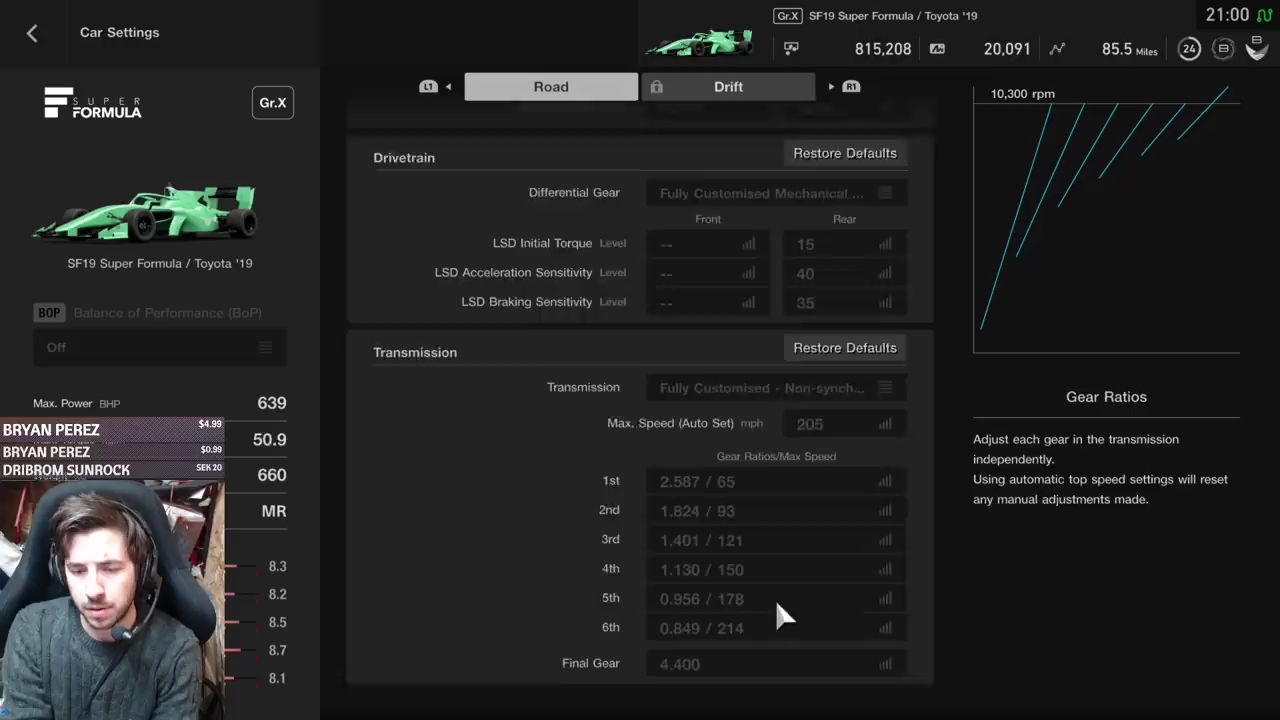 Car Settings
Gr.X SF19 Super Formula / Toyota '19
21:00
815,208 20,091 85.5 Miles 24 B B
L1 Road Drift R1
SUPER FORMULA
Gr.X
SF19 Super Formula / Toyota '19
BOP Balance of Performance (BoP)
Off
Max. Power BHP 639
50.9
660
MR
8.3
8.2
8.5
8.7
8.1
BRYAN PEREZ $4.99
BRYAN PEREZ $0.99
DRIBROM SUNROCK SEK 20
Drivetrain Restore Defaults
Differential Gear Fully Customised Mechanical ...
Front Rear
LSD Initial Torque Level -- 15
LSD Acceleration Sensitivity Level -- 40
LSD Braking Sensitivity Level -- 35
Transmission Restore Defaults
Transmission Fully Customised - Non-synch...
Max. Speed (Auto Set) mph 205
Gear Ratios/Max Speed
1st 2.587 / 65
2nd 1.824 / 93
3rd 1.401 / 121
4th 1.130 / 150
5th 0.956 / 178
6th 0.849 / 214
Final Gear 4.400
10,300 rpm
Gear Ratios
Adjust each gear in the transmission
independently.
Using automatic top speed settings will reset
any manual adjustments made.